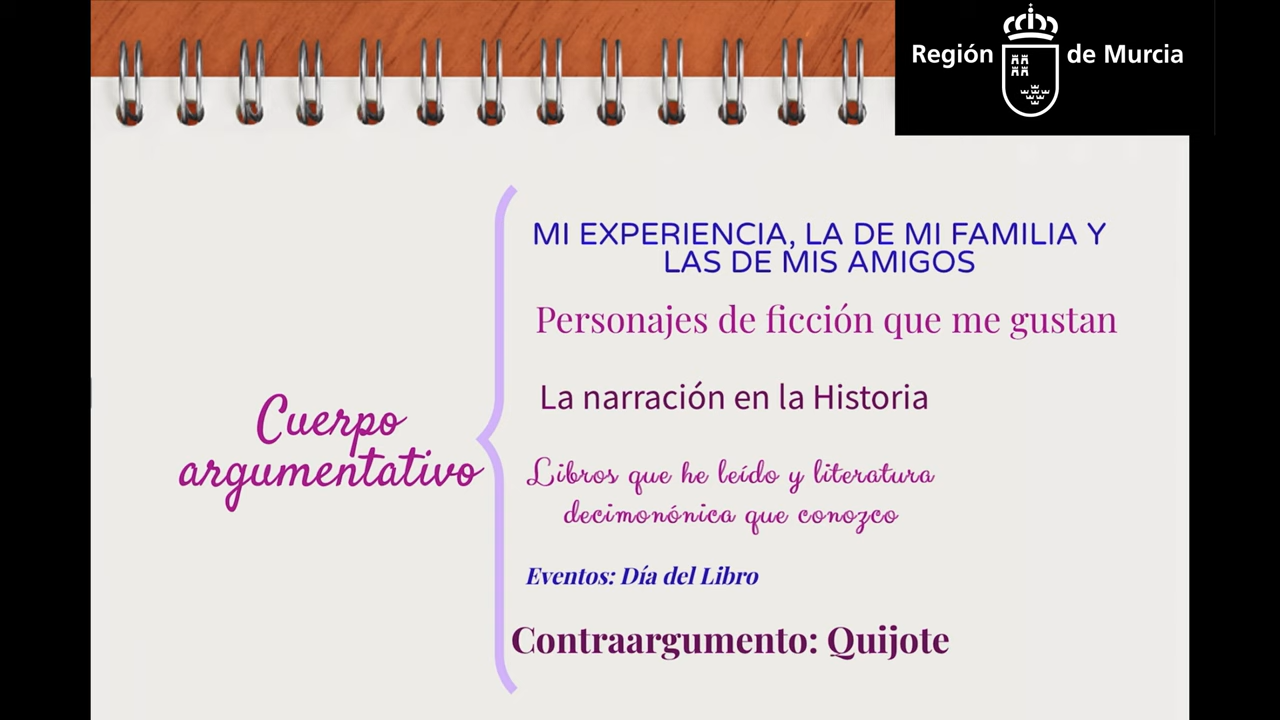 Región de Murcia
MI EXPERIENCIA, LA DE MI FAMILIA Y
LAS DE MIS AMIGOS
Personajes de ficción que me gustan
La narración en la Historia
Cuerpo
argumentativo
Libros que he leído y literatura
decimonónica que conozco
Eventos: Día del Libro
Contraargumento: Quijote